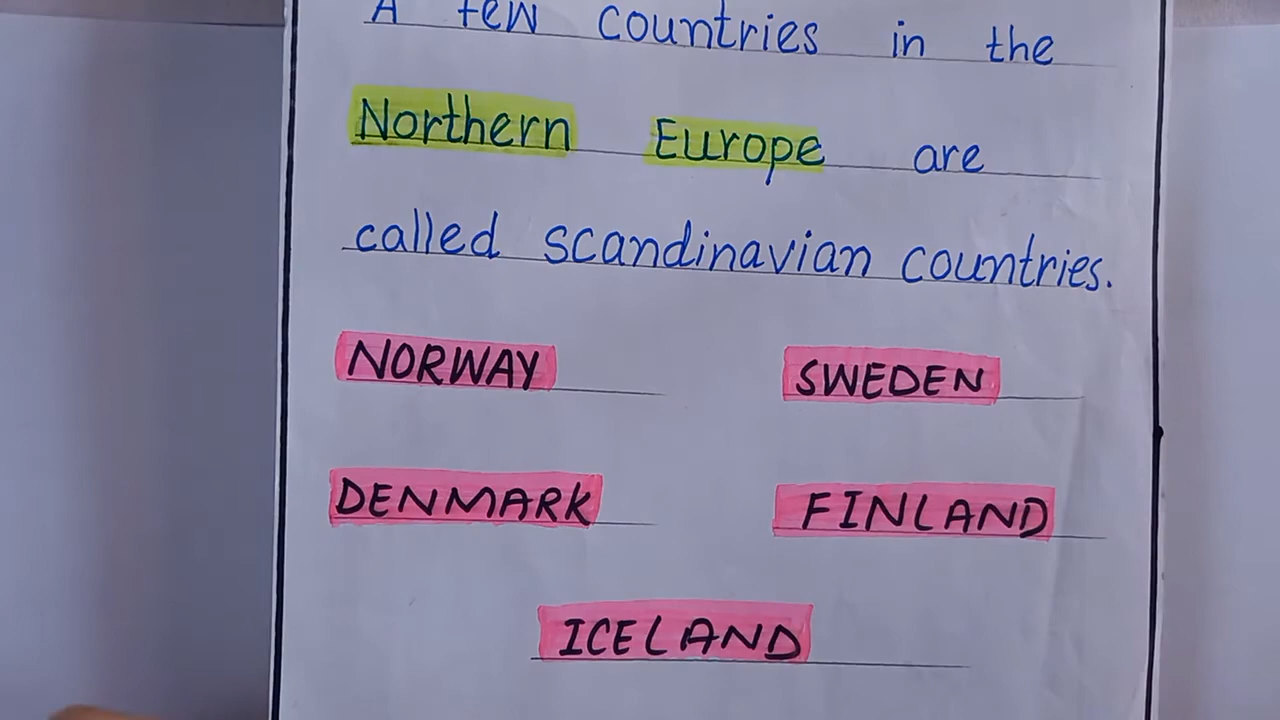 A few countries in the
Northern Europe are
called scandinavian countries.
NORWAY SWEDEN
DENMARK FINLAND
ICELAND